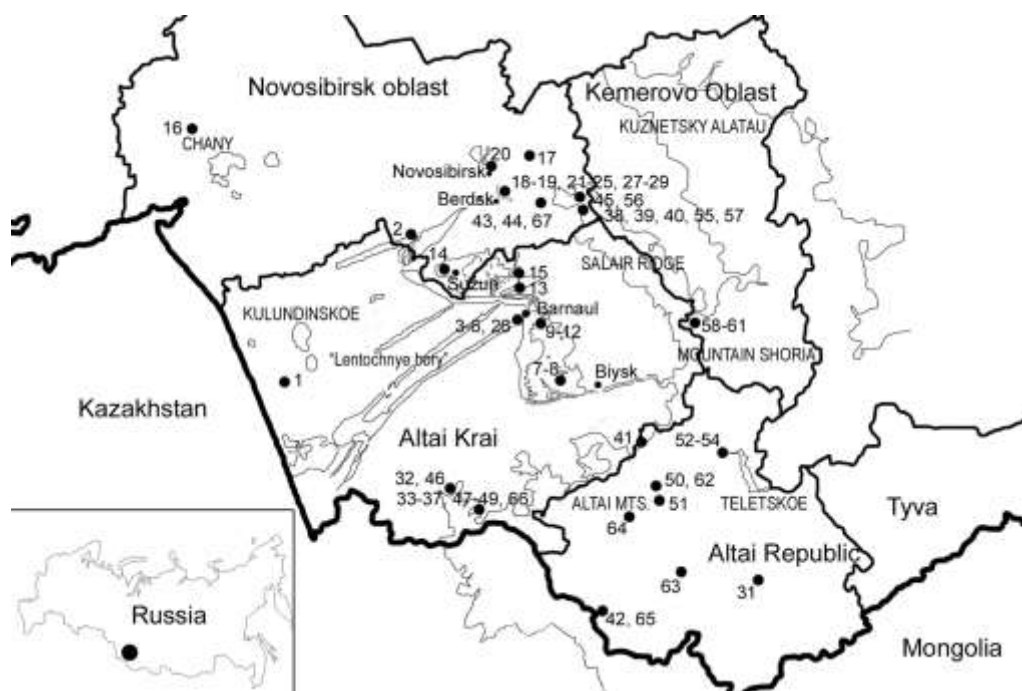 Novosibirsk oblast
Kemerovo Oblast
KUZNETSKY ALATAU
16
CHANY
20
17
Novosibirsk
18-19, 21-25, 27-29
Berdsk
45, 56
43, 44, 67
38, 39, 40, 55, 57
2
14
Suzun
15
13
SALAIR RIDGE
KULUNDINSKOE
Barnaul
3-6, 26
9-12
58-61
"Lentochnye bory"
MOUNTAIN SHORIA
7-8
Biysk
1
Kazakhstan
Altai Krai
41
52-54
32, 46
33-37, 47-49, 66
50, 62
ALTAI MTS.
51
TELETSKOE
64
Tyva
Altai Republic
63
31
42, 65
Russia
Mongolia